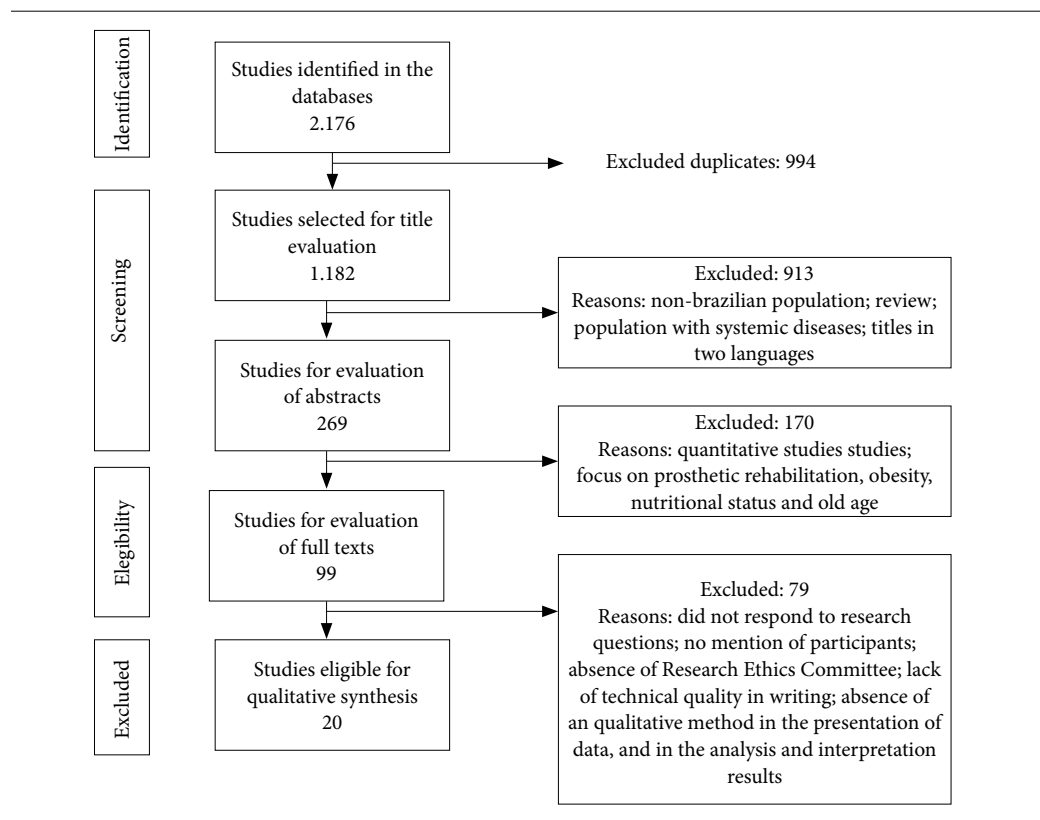 Identification
Studies identified in the
databases
2.176
Excluded duplicates: 994
Screening
Studies selected for title
evaluation
1.182
Excluded: 913
Reasons: non-brazilian population; review;
population with systemic diseases; titles in
two languages
Studies for evaluation
of abstracts
269
Excluded: 170
Reasons: quantitative studies studies;
focus on prosthetic rehabilitation, obesity,
nutritional status and old age
Elegibility
Studies for evaluation
of full texts
99
Excluded: 79
Reasons: did not respond to research
questions; no mention of participants;
absence of Research Ethics Committee; lack
of technical quality in writing; absence of
an qualitative method in the presentation of
data, and in the analysis and interpretation
results
Excluded
Studies eligible for
qualitative synthesis
20